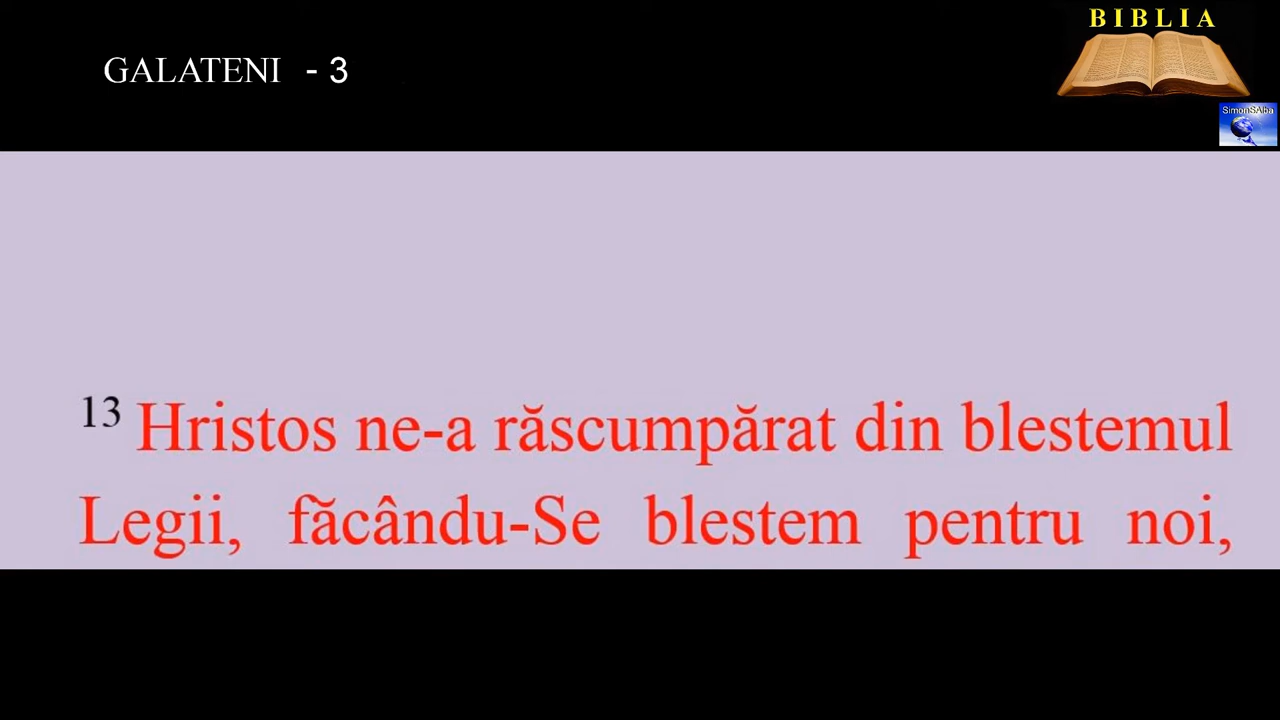 BIBLIA
GALATENI - 3
SimonSAlba
13 Hristos ne-a răscumpărat din blestemul
Legii, făcându-Se blestem pentru noi,